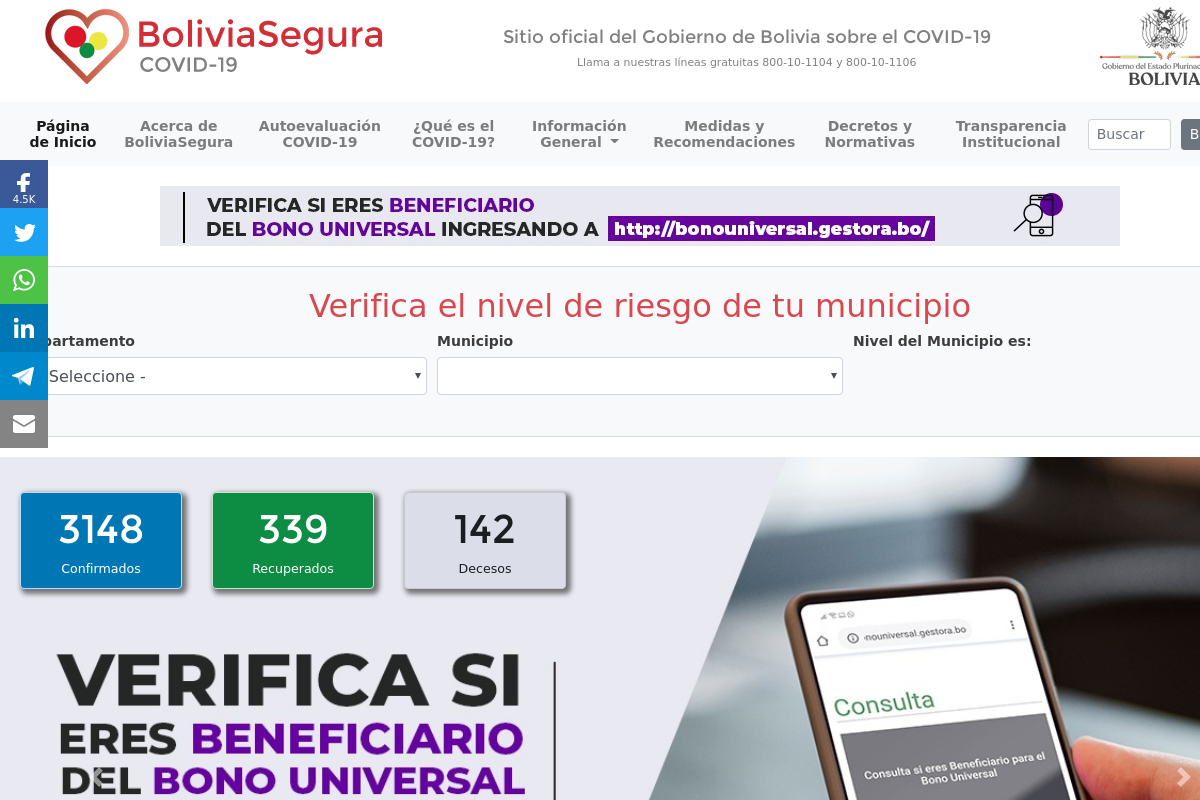 BoliviaSegura
COVID-19
Sitio oficial del Gobierno de Bolivia sobre el COVID-19
Llama a nuestras líneas gratuitas 800-10-1104 y 800-10-1106
Gobierno del Estado
BOLIVIA
Página
de Inicio
Acerca de
BoliviaSegura
Autoevaluación
COVID-19
¿Qué es el
COVID-19?
Información
General
Medidas y
Recomendaciones
Decretos y
Normativas
Transparencia
Institucional
Buscar
B
4.5K
VERIFICA SI ERES BENEFICIARIO
DEL BONO UNIVERSAL INGRESANDO A http://bonouniversal.gestora.bo/
Verifica el nivel de riesgo de tu municipio
partamento
Municipio
Nivel del Municipio es:
Seleccione -
3148
Confirmados
339
Recuperados
142
Decesos
VERIFICA SI
ERES BENEFICIARIO
DEL BONO UNIVERSAL
nouniversal.gestora.bo
Consulta
Consulta si eres Beneficiario para el
Bono Universal